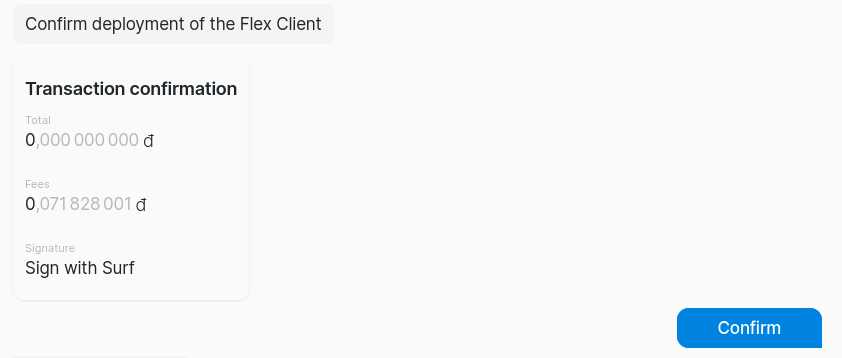 Confirm deployment of the Flex Client
Transaction confirmation
Total
0,000 000 000 đ
Fees
0,071 828 001 đ
Signature
Sign with Surf
Confirm